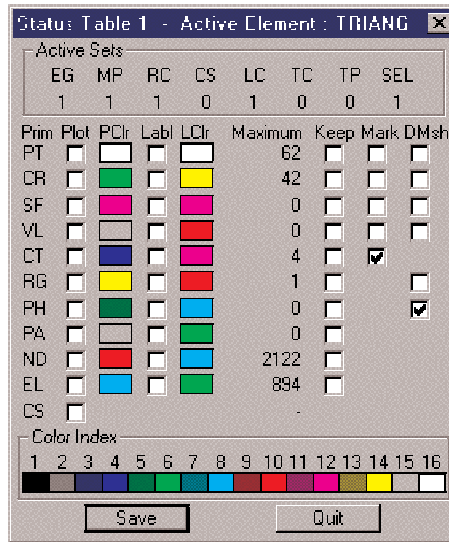 Status Table 1 - Active Element : TRIANG
Active Sets
EG MP RC CS LC TC TP SEL
1 1 1 0 1 0 0 1
Prim Plot PClr Labl LClr Maximum Keep Mark DMsh
PT 62
CR 42
SF 0
VL 0
CT 4
RG 1
PH 0
PA 0
ND 2122
EL 894
CS -
Color Index
1 2 3 4 5 6 7 8 9 10 11 12 13 14 15 16
Save Quit